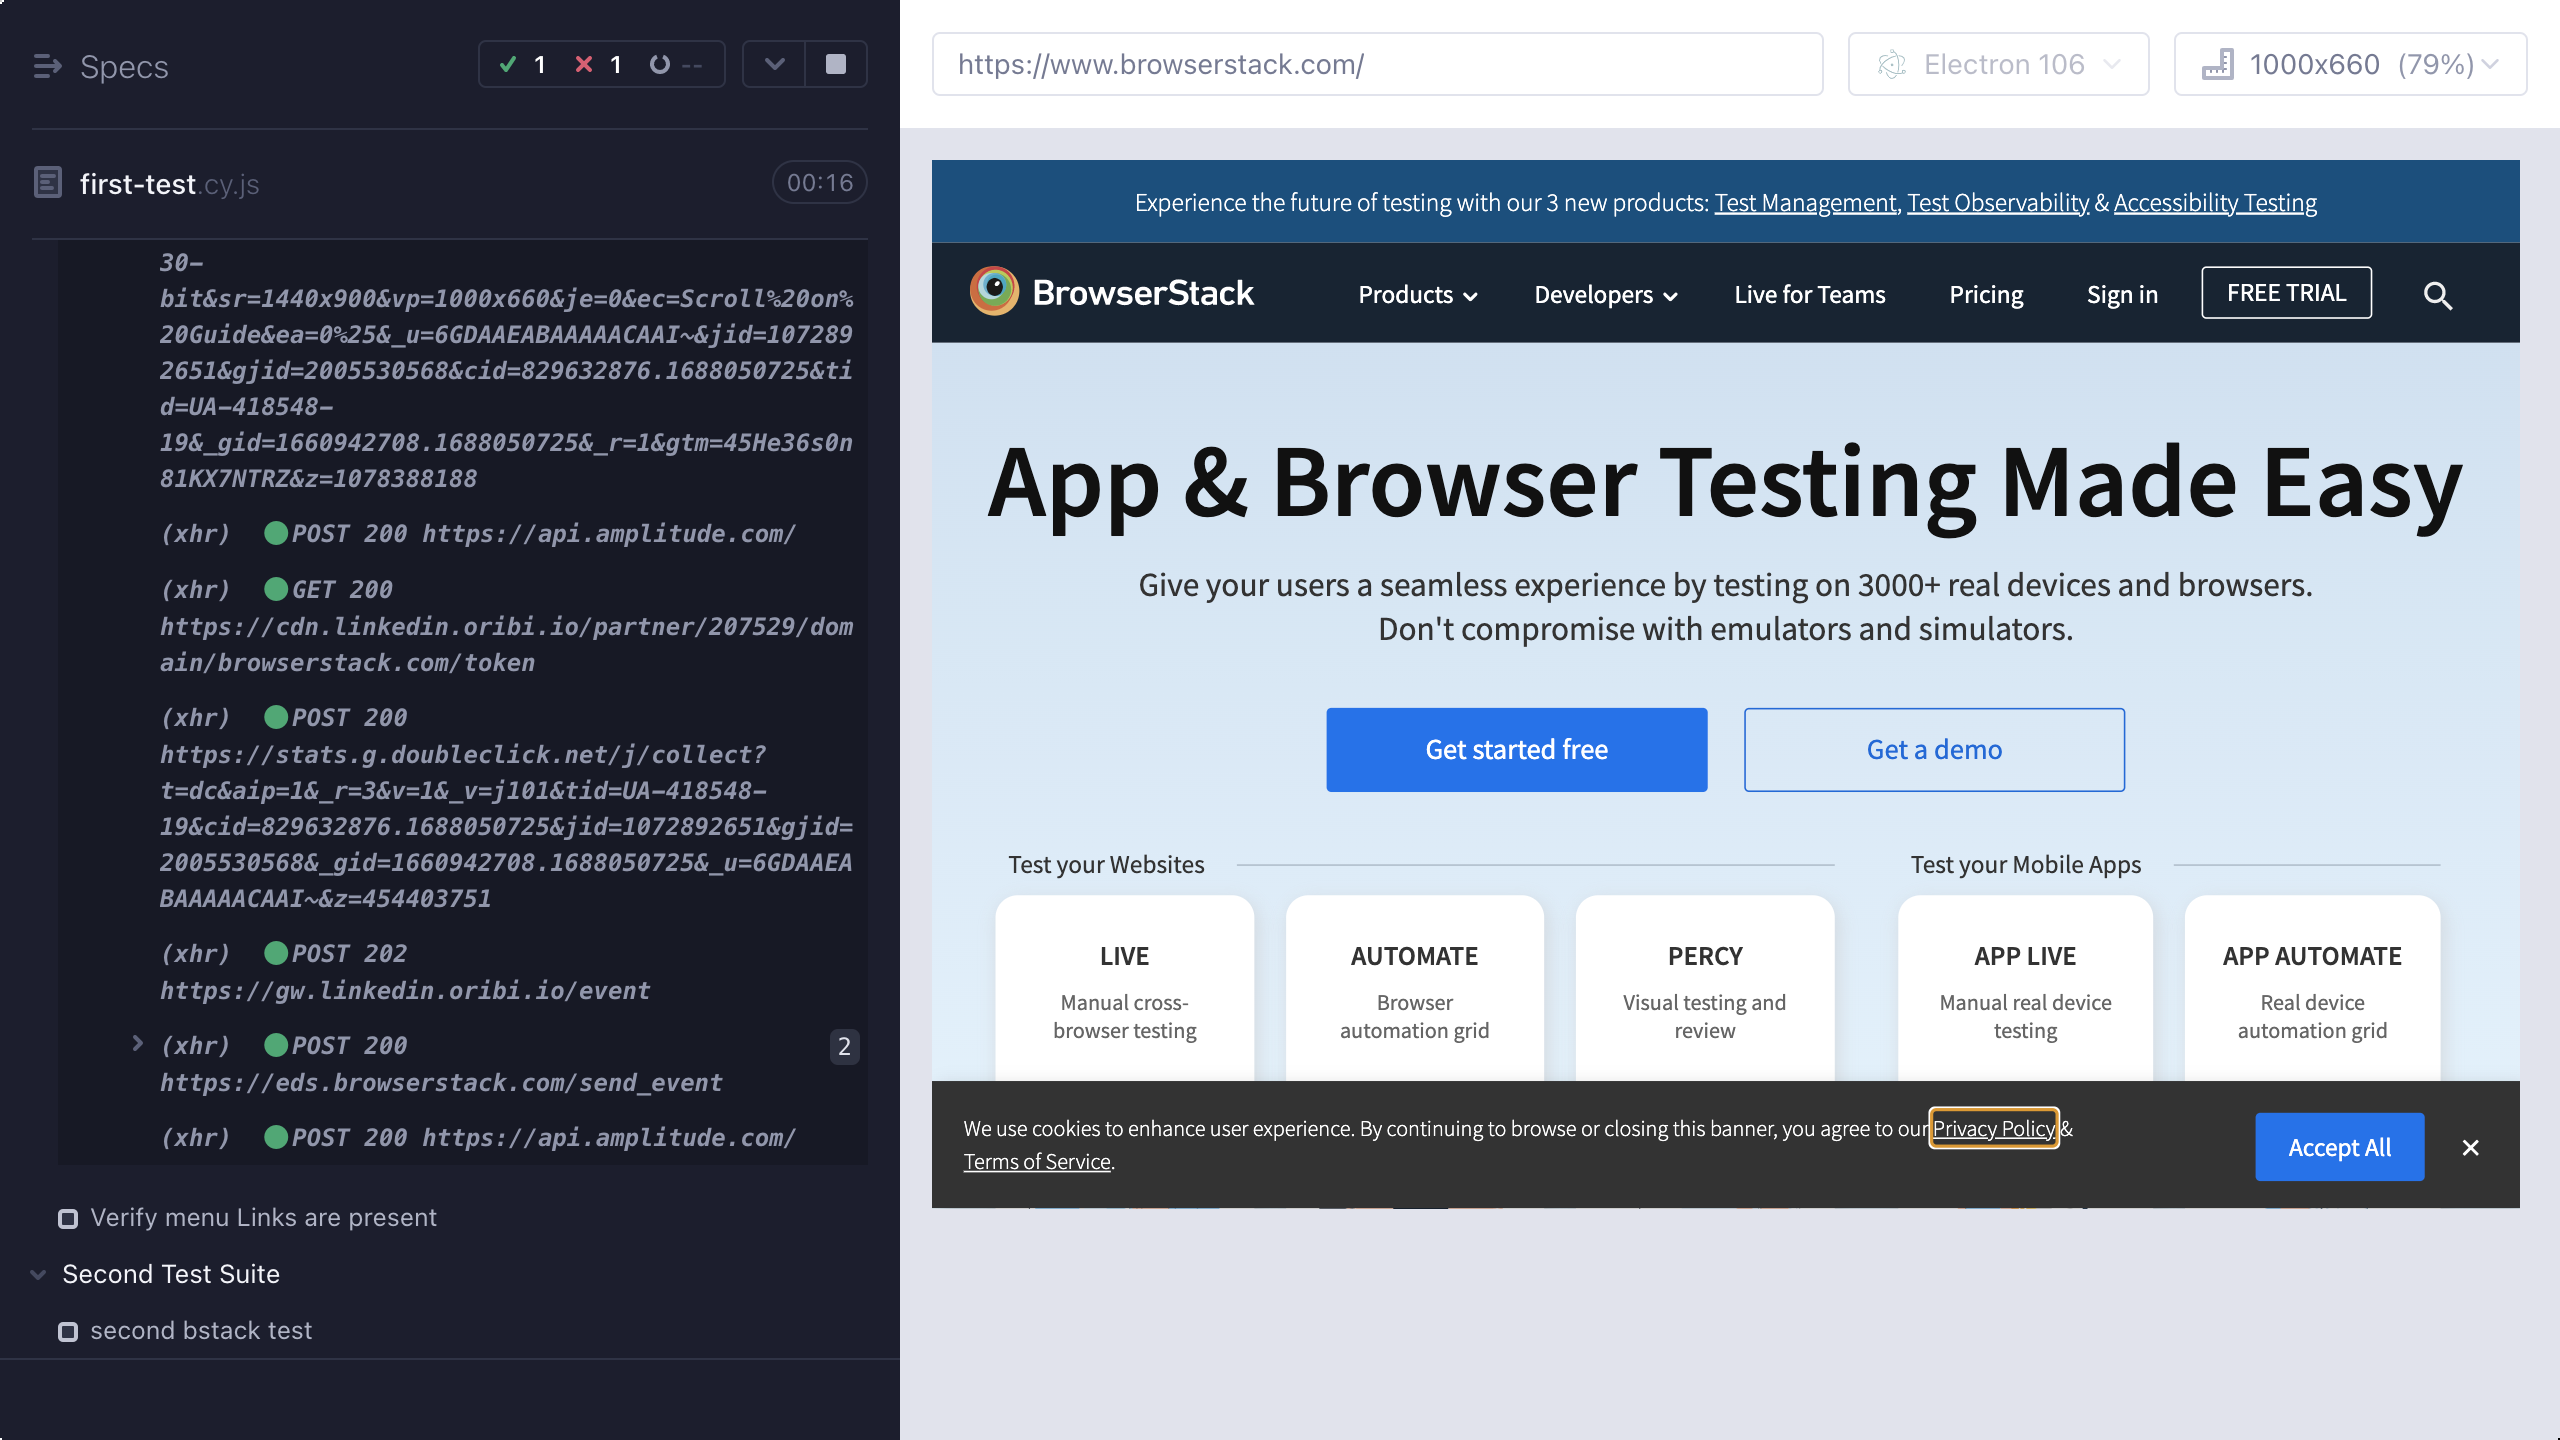 Specs
1
1
--
first-test.cy.js
00:16
30-
bit&sr=1440x900&vp=1000x660&je=0&ec=Scroll%20on%
20Guide&ea=0%25&_u=6GDAAEABAAAAACAAI~&jid=107289
2651&gjid=2005530568&cid=829632876.1688050725&ti
d=UA-418548-
19&_gid=1660942708.1688050725&_r=1&gtm=45He36s0n
81KX7NTRZ&z=1078388188
(xhr) POST 200 https://api.amplitude.com/
(xhr) GET 200
https://cdn.linkedin.oribi.io/partner/207529/dom
ain/browserstack.com/token
(xhr) POST 200
https://stats.g.doubleclick.net/j/collect?
t=dc&aip=1&_r=3&v=1&_v=j101&tid=UA-418548-
19&cid=829632876.1688050725&jid=1072892651&gjid=
2005530568&_gid=1660942708.1688050725&_u=6GDAAEA
BAAAAACAAI~&z=454403751
(xhr) POST 202
https://gw.linkedin.oribi.io/event
(xhr) POST 200
2
https://eds.browserstack.com/send_event
(xhr) POST 200 https://api.amplitude.com/
Verify menu Links are present
Second Test Suite
second bstack test
https://www.browserstack.com/
Electron 106
1000x660 (79%)
Experience the future of testing with our 3 new products: Test Management, Test Observability & Accessibility Testing
BrowserStack
Products
Developers
Live for Teams
Pricing
Sign in
FREE TRIAL
App & Browser Testing Made Easy
Give your users a seamless experience by testing on 3000+ real devices and browsers.
Don't compromise with emulators and simulators.
Get started free
Get a demo
Test your Websites
Test your Mobile Apps
LIVE
Manual cross-
browser testing
AUTOMATE
Browser
automation grid
PERCY
Visual testing and
review
APP LIVE
Manual real device
testing
APP AUTOMATE
Real device
automation grid
We use cookies to enhance user experience. By continuing to browse or closing this banner, you agree to our Privacy Policy &
Terms of Service.
Accept All